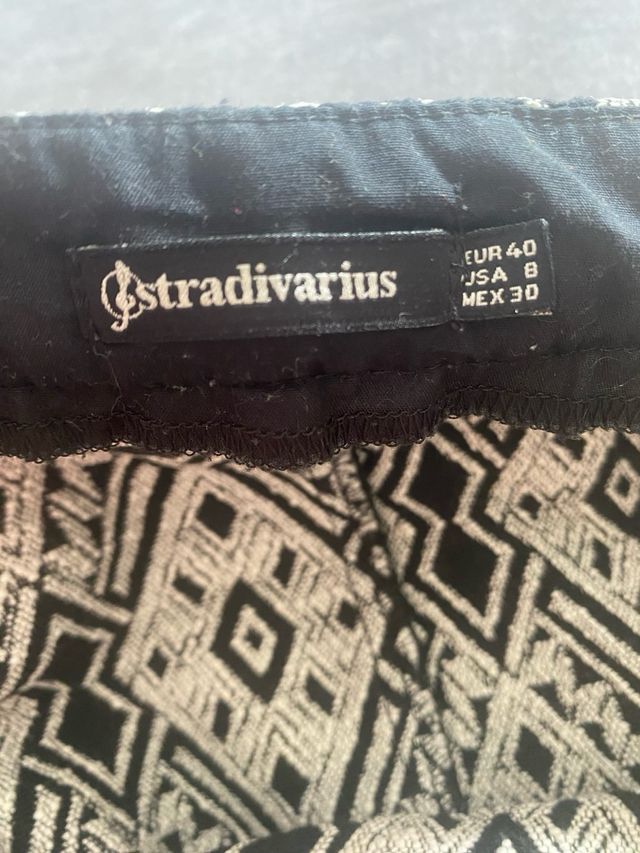 stradivarius
EUR 40
USA 8
MEX 30